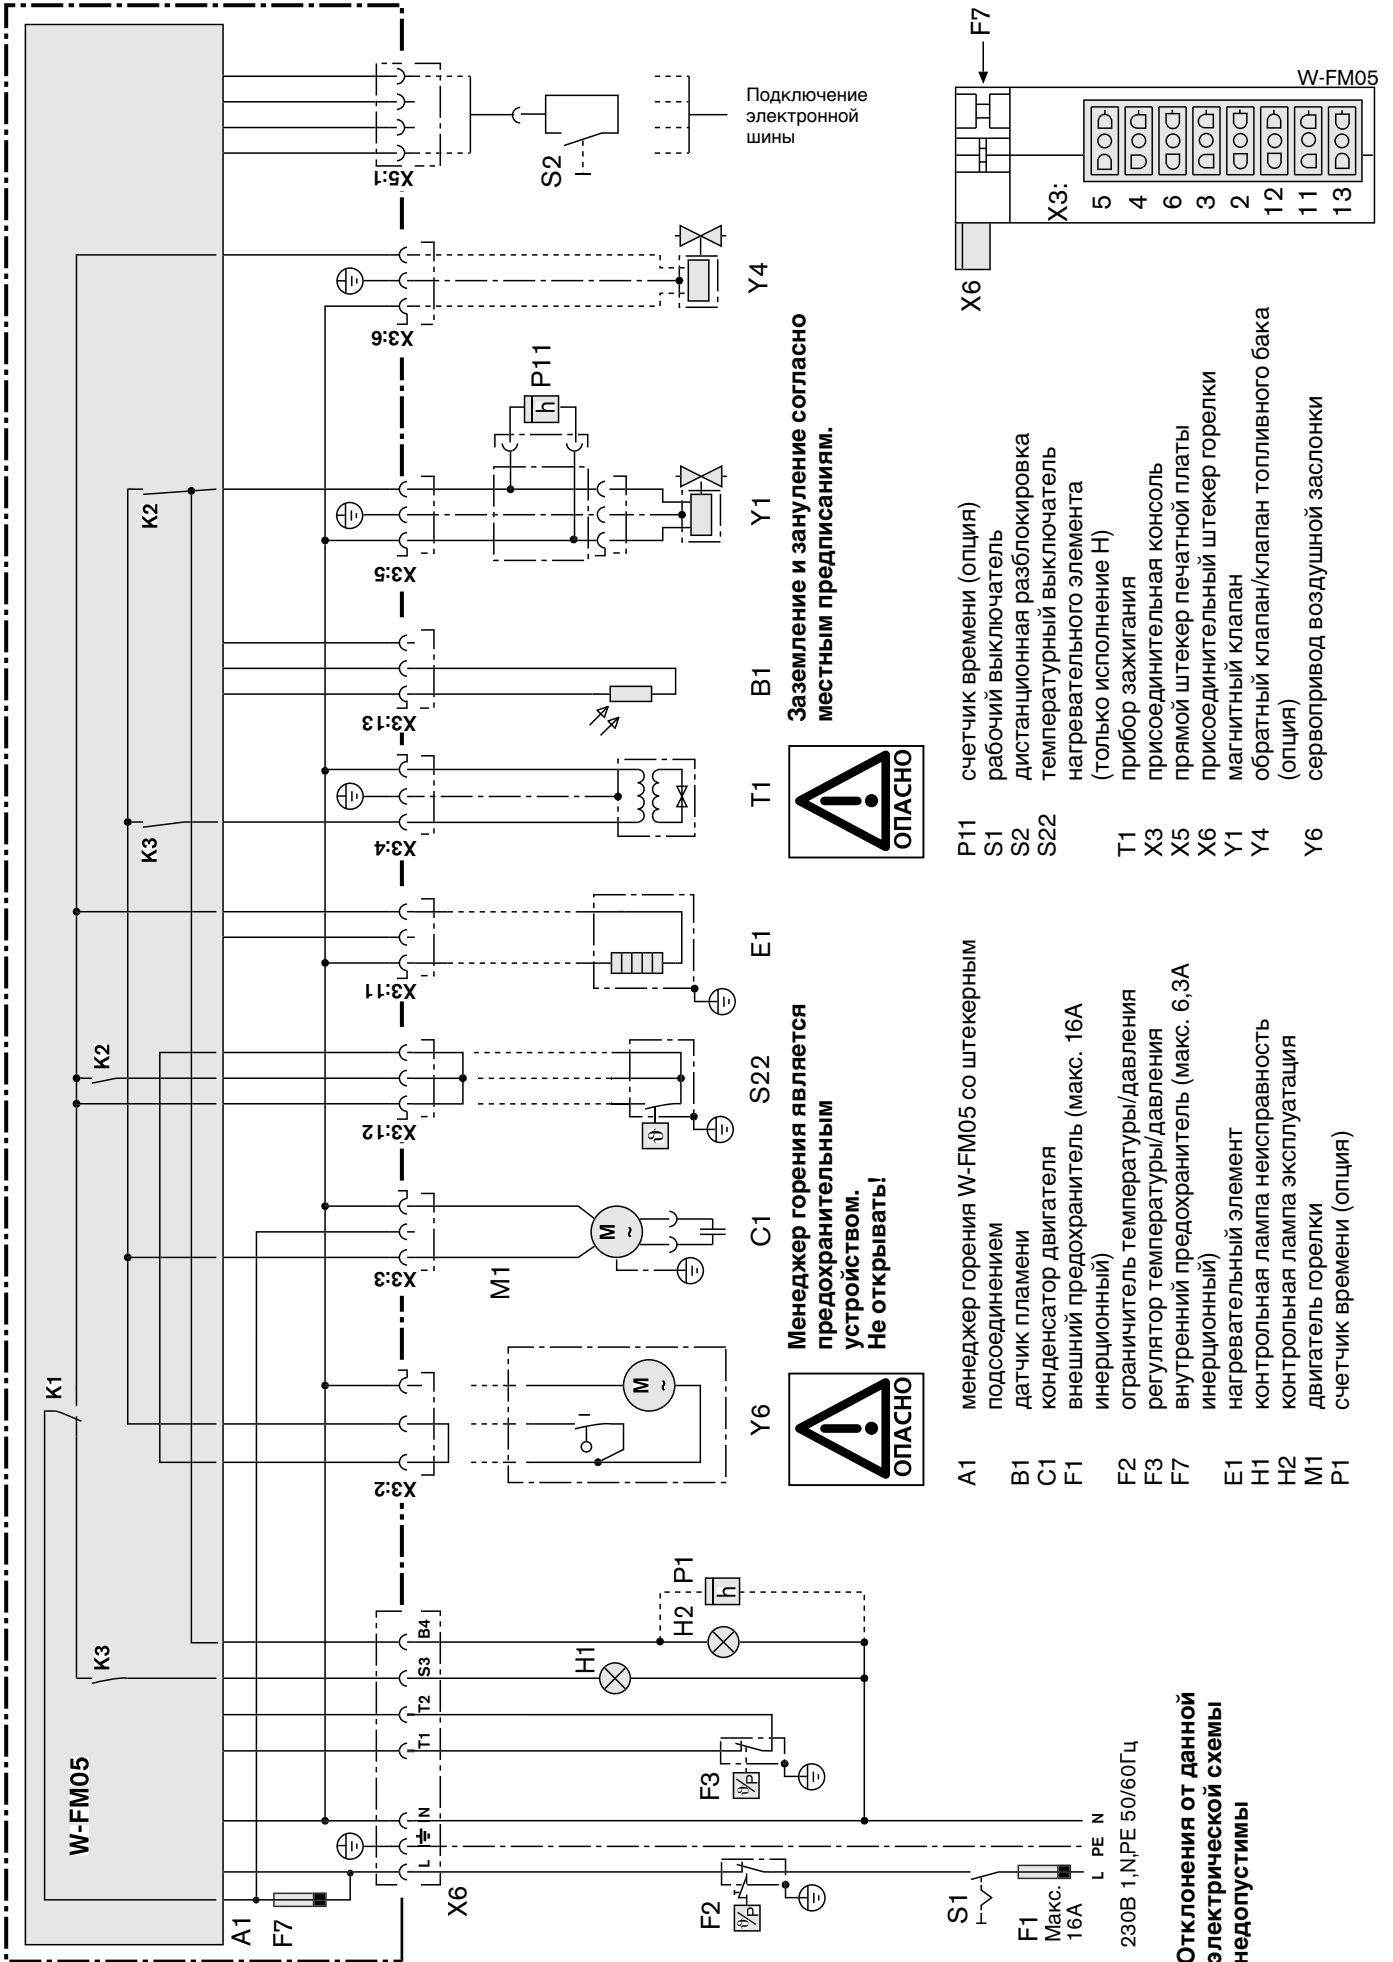 W-FM05
A1
F7
K3
K1
K2
K3
K2
X6
L
N
T1
T2
S3
B4
X3:2
X3:3
X3:12
X3:11
X3:4
X3:13
X3:5
X3:6
X5:1
F2
ϑ/P
F3
ϑ/P
H1
H2
P1
h
M1
M
~
M
~
ϑ
P11
h
S2
Y6
C1
S22
E1
T1
B1
Y1
Y4
Подключение
электронной
шины
S1
F1
Макс.
16A
L PE N
230В 1,N,PE 50/60Гц
Отклонения от данной
электрической схемы
недопустимы
ОПАСНО
Менеджер горения является
предохранительным
устройством.
Не открывать!
ОПАСНО
Заземление и зануление согласно
местным предписаниям.
A1 менеджер горения W-FM05 со штекерным
подсоединением
B1 датчик пламени
C1 конденсатор двигателя
F1 внешний предохранитель (макс. 16А
инерционный)
F2 ограничитель температуры/давления
F3 регулятор температуры/давления
F7 внутренний предохранитель (макс. 6,3А
инерционный)
E1 нагревательный элемент
H1 контрольная лампа неисправность
H2 контрольная лампа эксплуатация
M1 двигатель горелки
P1 счетчик времени (опция)
P11 счетчик времени (опция)
S1 рабочий выключатель
S2 дистанционная разблокировка
S22 температурный выключатель
нагревательного элемента
(только исполнение H)
T1 прибор зажигания
X3 присоединительная консоль
X5 прямой штекер печатной платы
X6 присоединительный штекер горелки
Y1 магнитный клапан
Y4 обратный клапан/клапан топливного бака
(опция)
Y6 сервопривод воздушной заслонки
X6
F7
X3:
5
4
6
3
2
12
11
13
W-FM05